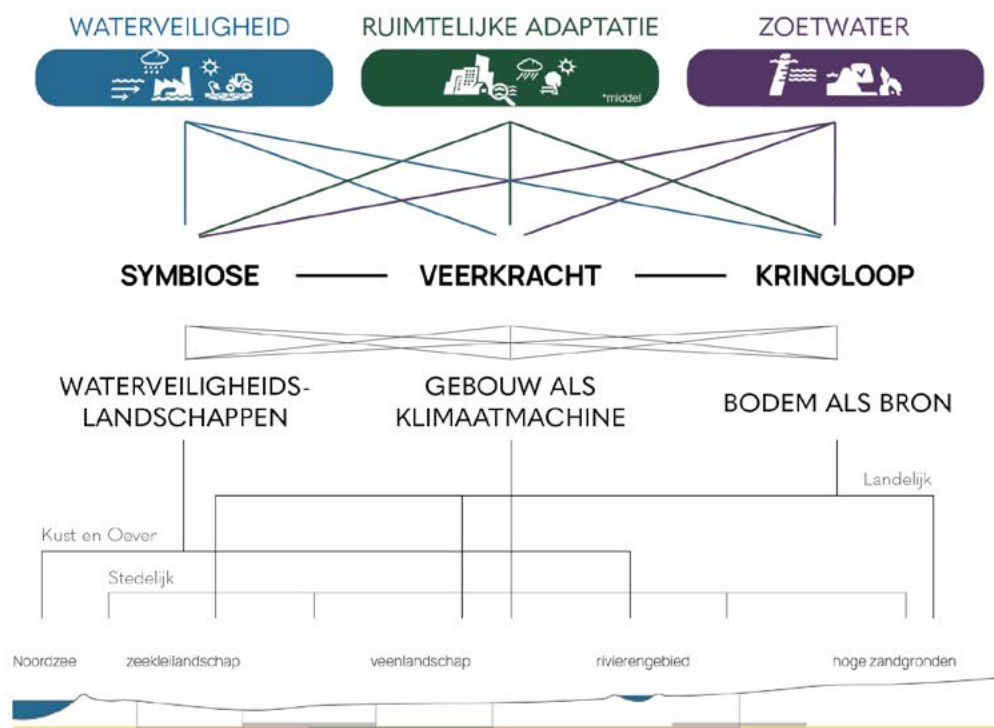 WATERVEILIGHEID
RUIMTELIJKE ADAPTATIE
ZOETWATER
*middel
SYMBIOSE
VEERKRACHT
KRINGLOOP
WATERVEILIGHEIDS-
LANDSCHAPPEN
GEBOUW ALS
KLIMAATMACHINE
BODEM ALS BRON
Landelijk
Kust en Oever
Stedelijk
Noordzee
zeekleilandschap
veenlandschap
rivierengebied
hoge zandgronden